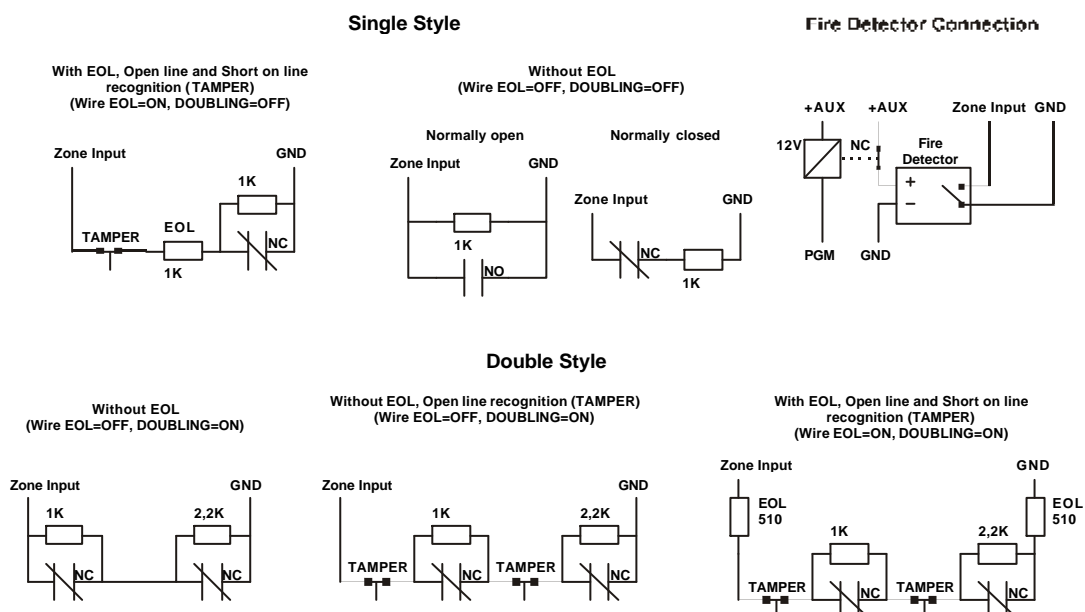 Single Style
Fire Detector Connection
With EOL, Open line and Short on line
recognition (TAMPER)
(Wire EOL=ON, DOUBLING=OFF)
Zone Input
GND
1K
TAMPER
EOL
NC
1K
Without EOL
(Wire EOL=OFF, DOUBLING=OFF)
Normally open
Zone Input
GND
1K
NO
Normally closed
Zone Input
GND
NC
1K
+AUX
+AUX
Zone Input
GND
12V
NC
Fire
Detector
+
−
PGM
GND
Double Style
Without EOL
(Wire EOL=OFF, DOUBLING=ON)
Zone Input
GND
1K
2,2K
NC
NC
Without EOL, Open line recognition (TAMPER)
(Wire EOL=OFF, DOUBLING=ON)
Zone Input
GND
1K
2,2K
TAMPER
NC
TAMPER
NC
With EOL, Open line and Short on line
recognition (TAMPER)
(Wire EOL=ON, DOUBLING=ON)
Zone Input
GND
EOL
510
EOL
510
1K
2,2K
TAMPER
NC
TAMPER
NC